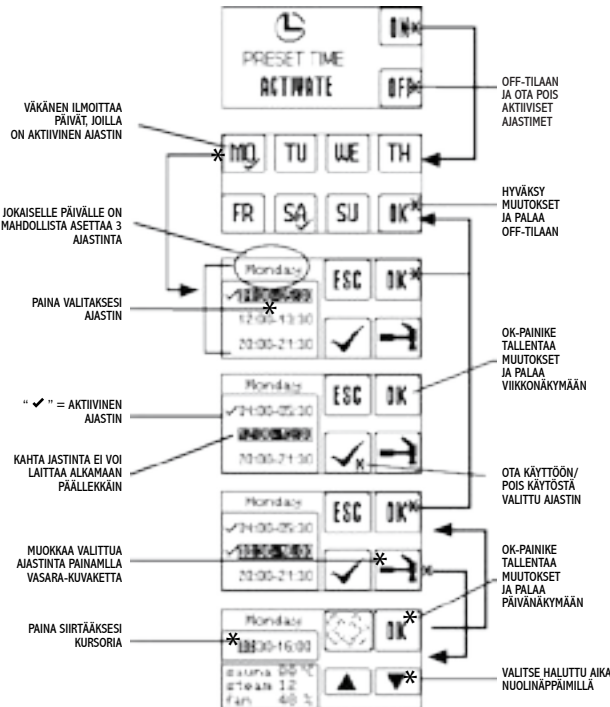 ON
PRESET TIME
ACTIVATE
OFF
OFF-TILAAN
JA OTA POIS
AKTIIVISET
AJASTIMET
VÄKÄNEN ILMOITTAA
PÄIVÄT, JOILLA
ON AKTIIVINEN AJASTIN
MO TU WE TH
FR SA SU OK
HYVÄKSY
MUUTOKSET
JA PALAA
OFF-TILAAN
JOKAISELLE PÄIVÄLLE ON
MAHDOLLISTA ASETTAA 3
AJASTINTA
Monday
ESC OK
12:00-13:30
20:00-21:30
PAINA VALITAKSESI
AJASTIN
OK-PAINIKE
TALLENTAA
MUUTOKSET
JA PALAA
VIIKKONÄKYMÄÄN
Monday
ESC OK
✓04:00-05:30
20:00-21:30
“ ✔ ” = AKTIIVINEN
AJASTIN
KAHTA JASTINTA EI VOI
LAITTAA ALKAMAAN
PÄÄLLEKKÄIN
OTA KÄYTTÖÖN/
POIS KÄYTÖSTÄ
VALITTU AJASTIN
Monday
ESC OK
✓04:00-05:30
20:00-21:30
MUOKKAA VALITTUA
AJASTINTA PAINAMLLA
VASARA-KUVAKETTA
OK-PAINIKE
TALLENTAA
MUUTOKSET
JA PALAA
PÄIVÄNÄKYMÄÄN
Monday
OK
PAINA SIIRTÄÄKSESI
KURSORIA
sauna °C
steam 12
fan 40 %
VALITSE HALUTTU AIKA
NUOLINÄPPÄIMILLÄ